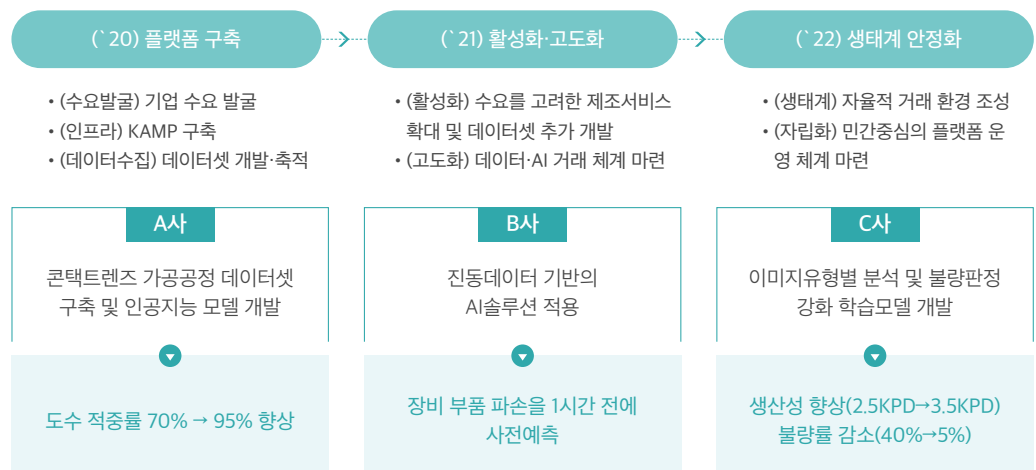 (`20) 플랫폼 구축
(`21) 활성화·고도화
(`22) 생태계 안정화
• (수요발굴) 기업 수요 발굴
• (인프라) KAMP 구축
• (데이터수집) 데이터셋 개발·축적
• (활성화) 수요를 고려한 제조서비스
확대 및 데이터셋 추가 개발
• (고도화) 데이터·AI 거래 체계 마련
• (생태계) 자율적 거래 환경 조성
• (자립화) 민간중심의 플랫폼 운
영 체계 마련
A사
콘택트렌즈 가공공정 데이터셋
구축 및 인공지능 모델 개발
도수 적중률 70% → 95% 향상
B사
진동데이터 기반의
AI솔루션 적용
장비 부품 파손을 1시간 전에
사전예측
C사
이미지유형별 분석 및 불량판정
강화 학습모델 개발
생산성 향상(2.5KPD→3.5KPD)
불량률 감소(40%→5%)